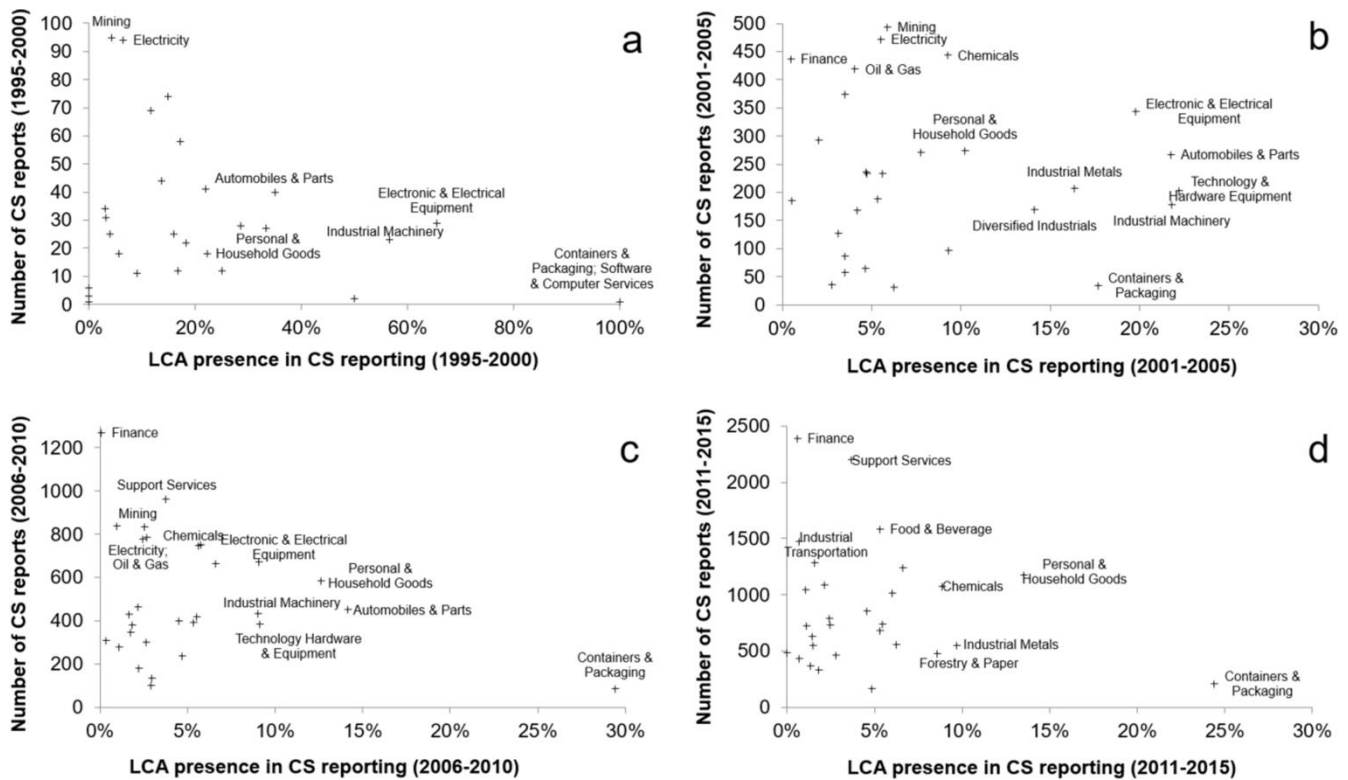 Number of CS reports (1995-2000)
100
90
80
70
60
50
40
30
20
10
0
Mining
Electricity
a
Automobiles & Parts
Electronic & Electrical
Equipment
Industrial Machinery
Personal &
Household Goods
Containers &
Packaging; Software
& Computer Services
0%
20%
40%
60%
80%
100%
LCA presence in CS reporting (1995-2000)
Number of CS reports (2001-2005)
500
450
400
350
300
250
200
150
100
50
0
Mining
Electricity
b
Finance
Chemicals
Oil & Gas
Electronic & Electrical
Equipment
Personal &
Household Goods
Automobiles & Parts
Industrial Metals
Technology &
Hardware Equipment
Diversified Industrials
Industrial Machinery
Containers &
Packaging
0%
5%
10%
15%
20%
25%
30%
LCA presence in CS reporting (2001-2005)
Number of CS reports (2006-2010)
1200
1000
800
600
400
200
0
Finance
c
Support Services
Mining
Chemicals
Electronic & Electrical
Equipment
Electricity;
Oil & Gas
Personal &
Household Goods
Industrial Machinery
Automobiles & Parts
Technology Hardware
& Equipment
Containers &
Packaging
0%
5%
10%
15%
20%
25%
30%
LCA presence in CS reporting (2006-2010)
Number of CS reports (2011-2015)
2500
2000
1500
1000
500
0
Finance
d
Support Services
Food & Beverage
Industrial
Transportation
Personal &
Household Goods
Chemicals
Industrial Metals
Forestry & Paper
Containers &
Packaging
0%
5%
10%
15%
20%
25%
30%
LCA presence in CS reporting (2011-2015)